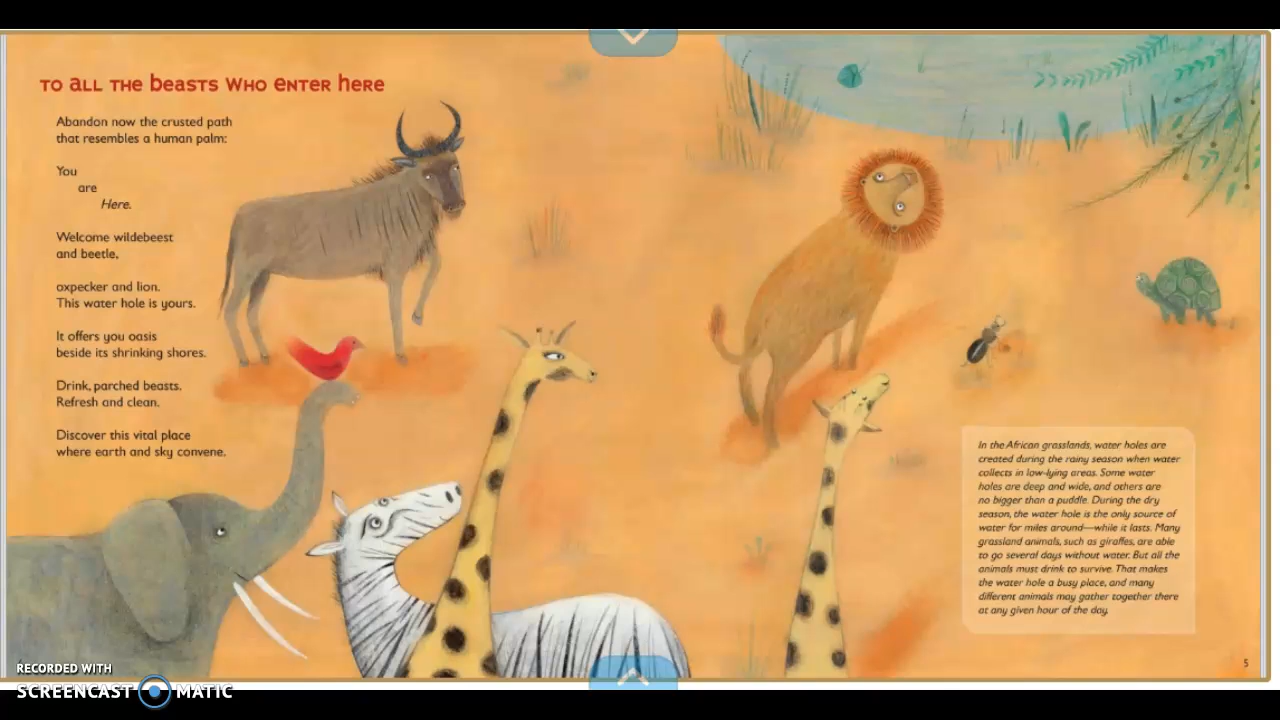 TO all THE beasTs WHO eNTer here
Abandon now the crusted path
that resembles a human palm:
You
are
Here.
Welcome wildebeest
and beetle,
oxpecker and lion.
This water hole is yours.
It offers you oasis
beside its shrinking shores.
Drink, parched beasts.
Refresh and clean.
Discover this vital place
where earth and sky convene.
In the African grasslands, water holes are
created during the rainy season when water
collects in low-lying areas. Some water
holes are deep and wide, and others are
no bigger than a puddle. During the dry
season, the water hole is the only source of
water for miles around—while it lasts. Many
grassland animals, such as giraffes, are able
to go several days without water. But all the
animals must drink to survive. That makes
the water hole a busy place, and many
different animals may gather together there
at any given hour of the day.
5
RECORDED WITH
SCREENCAST MATIC